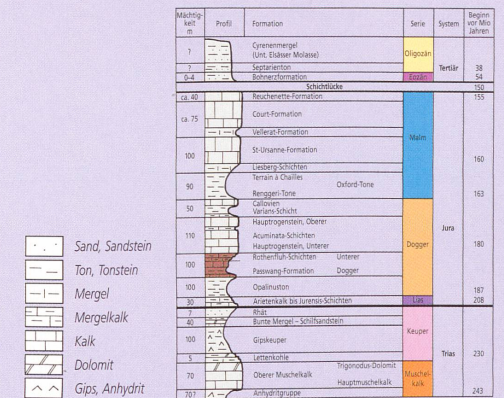 Mächtig-
keit
m
Profil
Formation
Serie
System
Beginn
vor Mio
Jahren
?
Cyrenenmergel
(Unt. Elsässer Molasse)
Oligozän
?
Septarienton
Tertiär
38
0-4
Bohnerzformation
Eozän
54
Schichtlücke
150
ca. 40
Reuchenette-Formation
155
ca. 75
Court-Formation
Vellerat-Formation
Malm
100
St-Ursanne-Formation
160
Liesberg-Schichten
90
Terrain à Chailles
Oxford-Tone
Renggeri-Tone
163
50
Callovien
Varians-Schicht
Jura
110
Hauptrogenstein, Oberer
Acuminata-Schichten
Hauptrogenstein, Unterer
Dogger
180
100
Rothenfluh-Schichten
Unterer
Passwang-Formation
Dogger
100
Opalinuston
187
30
Arietenkalk bis Jurensis-Schichten
Lias
208
7
Rhät
40
Bunte Mergel – Schilfsandstein
Keuper
100
Gipskeuper
Trias
230
5
Lettenkohle
70
Trigonodus-Dolomit
Oberer Muschelkalk
Hauptmuschelkalk
Muschel-
kalk
70?
Anhydritgruppe
243
Sand, Sandstein
Ton, Tonstein
Mergel
Mergelkalk
Kalk
Dolomit
Gips, Anhydrit